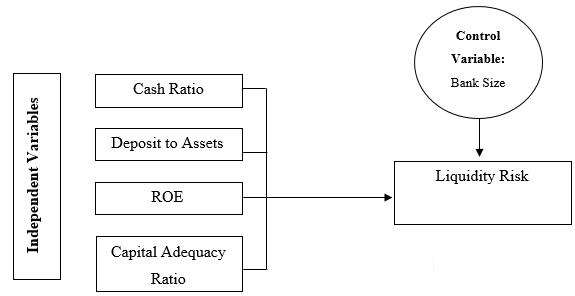 Control
Variable:
Bank Size
Independent Variables
Cash Ratio
Deposit to Assets
ROE
Capital Adequacy
Ratio
Liquidity Risk